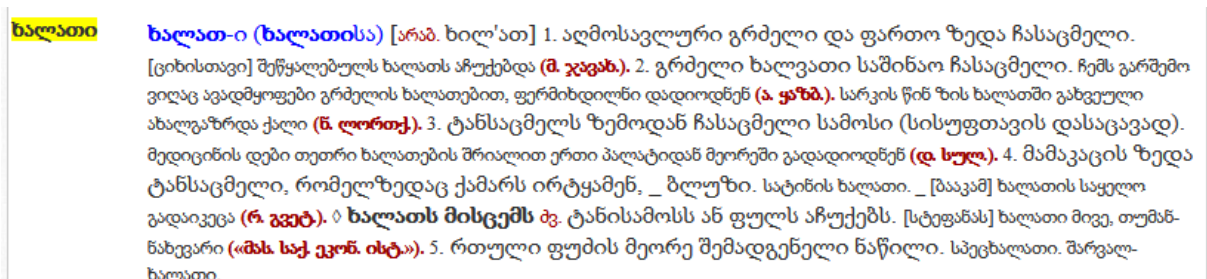 ხალათი ხალათ-ი (ხალათისა) [არაბ. ხილ'ათ] 1. აღმოსავლური გრძელი და ფართო ზედა ჩასაცმელი.
[ციხისთავი] შეწყალებულს ხალათს აჩუქებდა (მ. ჯავახ.). 2. გრძელი ხალვათი საშინაო ჩასაცმელი. ჩემს გარშემო
ვიღაც ავადმყოფები გრძელის ხალათებით, ფერმიხდილნი დადიოდნენ (ა. ყაზბ.). სარკის წინ ზის ხალათში გახვეული
ახალგაზრდა ქალი (ნ. ლორთქ.). 3. ტანსაცმელს ზემოდან ჩასაცმელი სამოსი (სისუფთავის დასაცავად).
მედიცინის დები თეთრი ხალათების შრიალით ერთი პალატიდან მეორეში გადადიოდნენ (დ. სულ.). 4. მამაკაცის ზედა
ტანსაცმელი, რომელზედაც ქამარს ირტყამენ, _ ბლუზი. სატინის ხალათი. _ [ბააკამ] ხალათის საყელო
გადაიკეცა (რ. გვეტ.). ◊ ხალათს მისცემს ძვ. ტანისამოსს ან ფულს აჩუქებს. [სტეფანას] ხალათი მივე, თუმან-
ნახევარი («მას. საქ. ეკონ. ისტ.»). 5. რთული ფუძის მეორე შემადგენელი ნაწილი. სპეცხალათი. შარვალ-
ხალათი